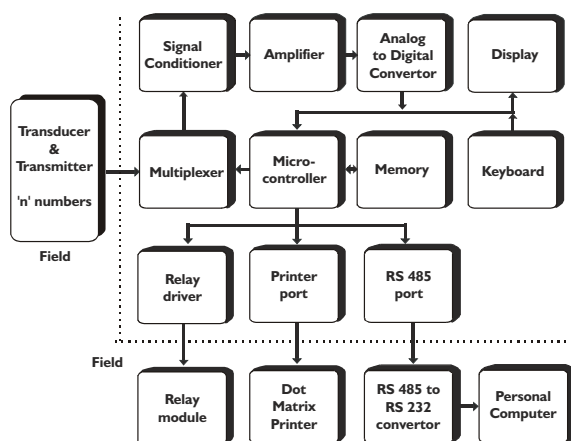 Signal
Conditioner
Amplifier
Analog
to Digital
Convertor
Display
Transducer
&
Transmitter
'n' numbers
Field
Multiplexer
Micro-
controller
Memory
Keyboard
Relay
driver
Printer
port
RS 485
port
Field
Relay
module
Dot
Matrix
Printer
RS 485 to
RS 232
convertor
Personal
Computer